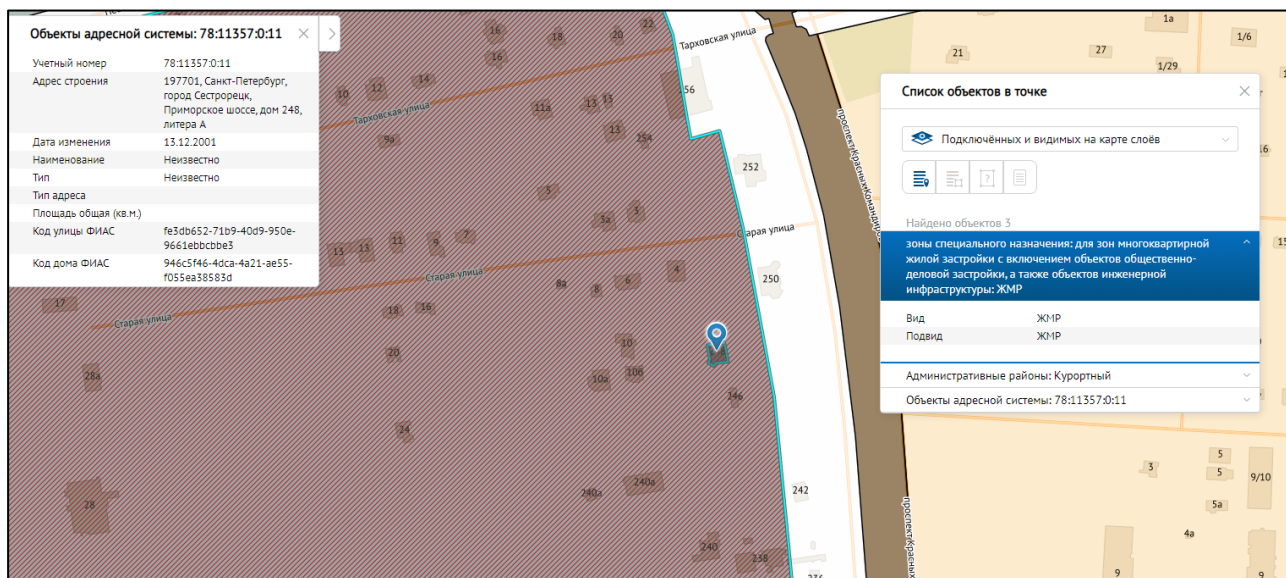 Объекты адресной системы: 78:11357:0:11
Учетный номер 78:11357:0:11
Адрес строения 197701, Санкт-Петербург,
город Сестрорецк,
Приморское шоссе, дом 248,
литера А
Дата изменения 13.12.2001
Наименование Неизвестно
Тип Неизвестно
Тип адреса
Площадь общая (кв.м.)
Код улицы ФИАС fe3db652-71b9-40d9-950e-
9661ebbcbbe3
Код дома ФИАС 946c5f46-4dca-4a21-ae55-
f055ea38583d
Список объектов в точке
Подключённых и видимых на карте слоёв
Найдено объектов 3
зоны специального назначения: для зон многоквартирной
жилой застройки с включением объектов общественно-
деловой застройки, а также объектов инженерной
инфраструктуры: ЖМР
Вид ЖМР
Подвид ЖМР
Административные районы: Курортный
Объекты адресной системы: 78:11357:0:11
Тарховская улица
Тарховская улица
Старая улица
Старая улица
Старая улица
проспект Красных Командиров
проспект Красных
16
18
20
22
16
14
12
10
11а
13
13
13
254
9а
256
252
5
3а
3
7
9
11
13
13
4
250
8а
8
6
17
18
16
20
10
10а
10б
28а
246
24
28
240а
240а
242
240
238
236
1а
1/6
21
27
1/29
16
3
5
5
9/10
5а
4а
9
9